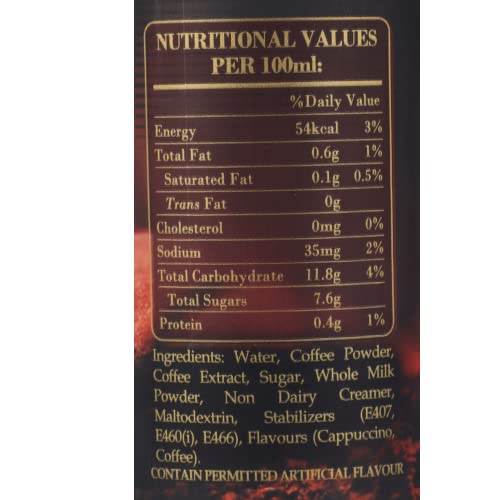 NUTRITIONAL VALUES
PER 100ml:
%Daily Value
Energy 54kcal 3%
Total Fat 0.6g 1%
Saturated Fat 0.1g 0.5%
Trans Fat 0g
Cholesterol 0mg 0%
Sodium 35mg 2%
Total Carbohydrate 11.8g 4%
Total Sugars 7.6g
Protein 0.4g 1%
Ingredients: Water, Coffee Powder,
Coffee Extract, Sugar, Whole Milk
Powder, Non Dairy Creamer,
Maltodextrin, Stabilizers (E407,
E460(i), E466), Flavours (Cappuccino,
Coffee).
CONTAIN PERMITTED ARTIFICIAL FLAVOUR